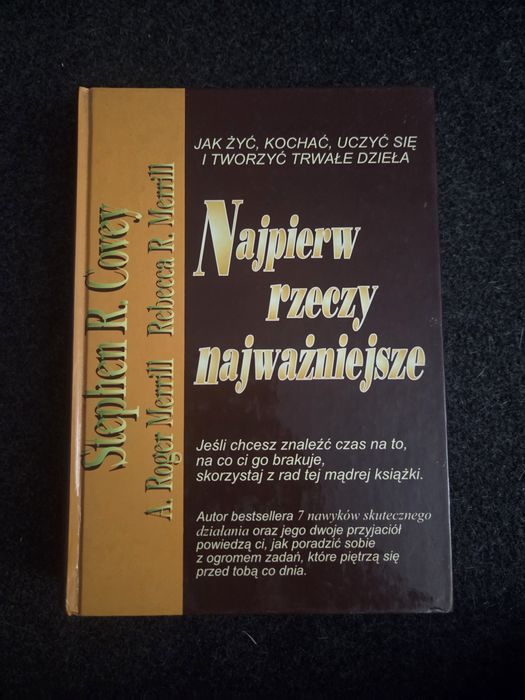 JAK ŻYĆ, KOCHAĆ, UCZYĆ SIĘ
I TWORZYĆ TRWAŁE DZIEŁA
Stephen R. Covey
A. Roger Merrill Rebecca R. Merrill
Najpierw
rzeczy
najważniejsze
Jeśli chcesz znaleźć czas na to,
na co ci go brakuje,
skorzystaj z rad tej mądrej książki.
Autor bestsellera 7 nawyków skutecznego
działania oraz jego dwoje przyjaciół
powiedzą ci, jak poradzić sobie
z ogromem zadań, które piętrzą się
przed tobą co dnia.